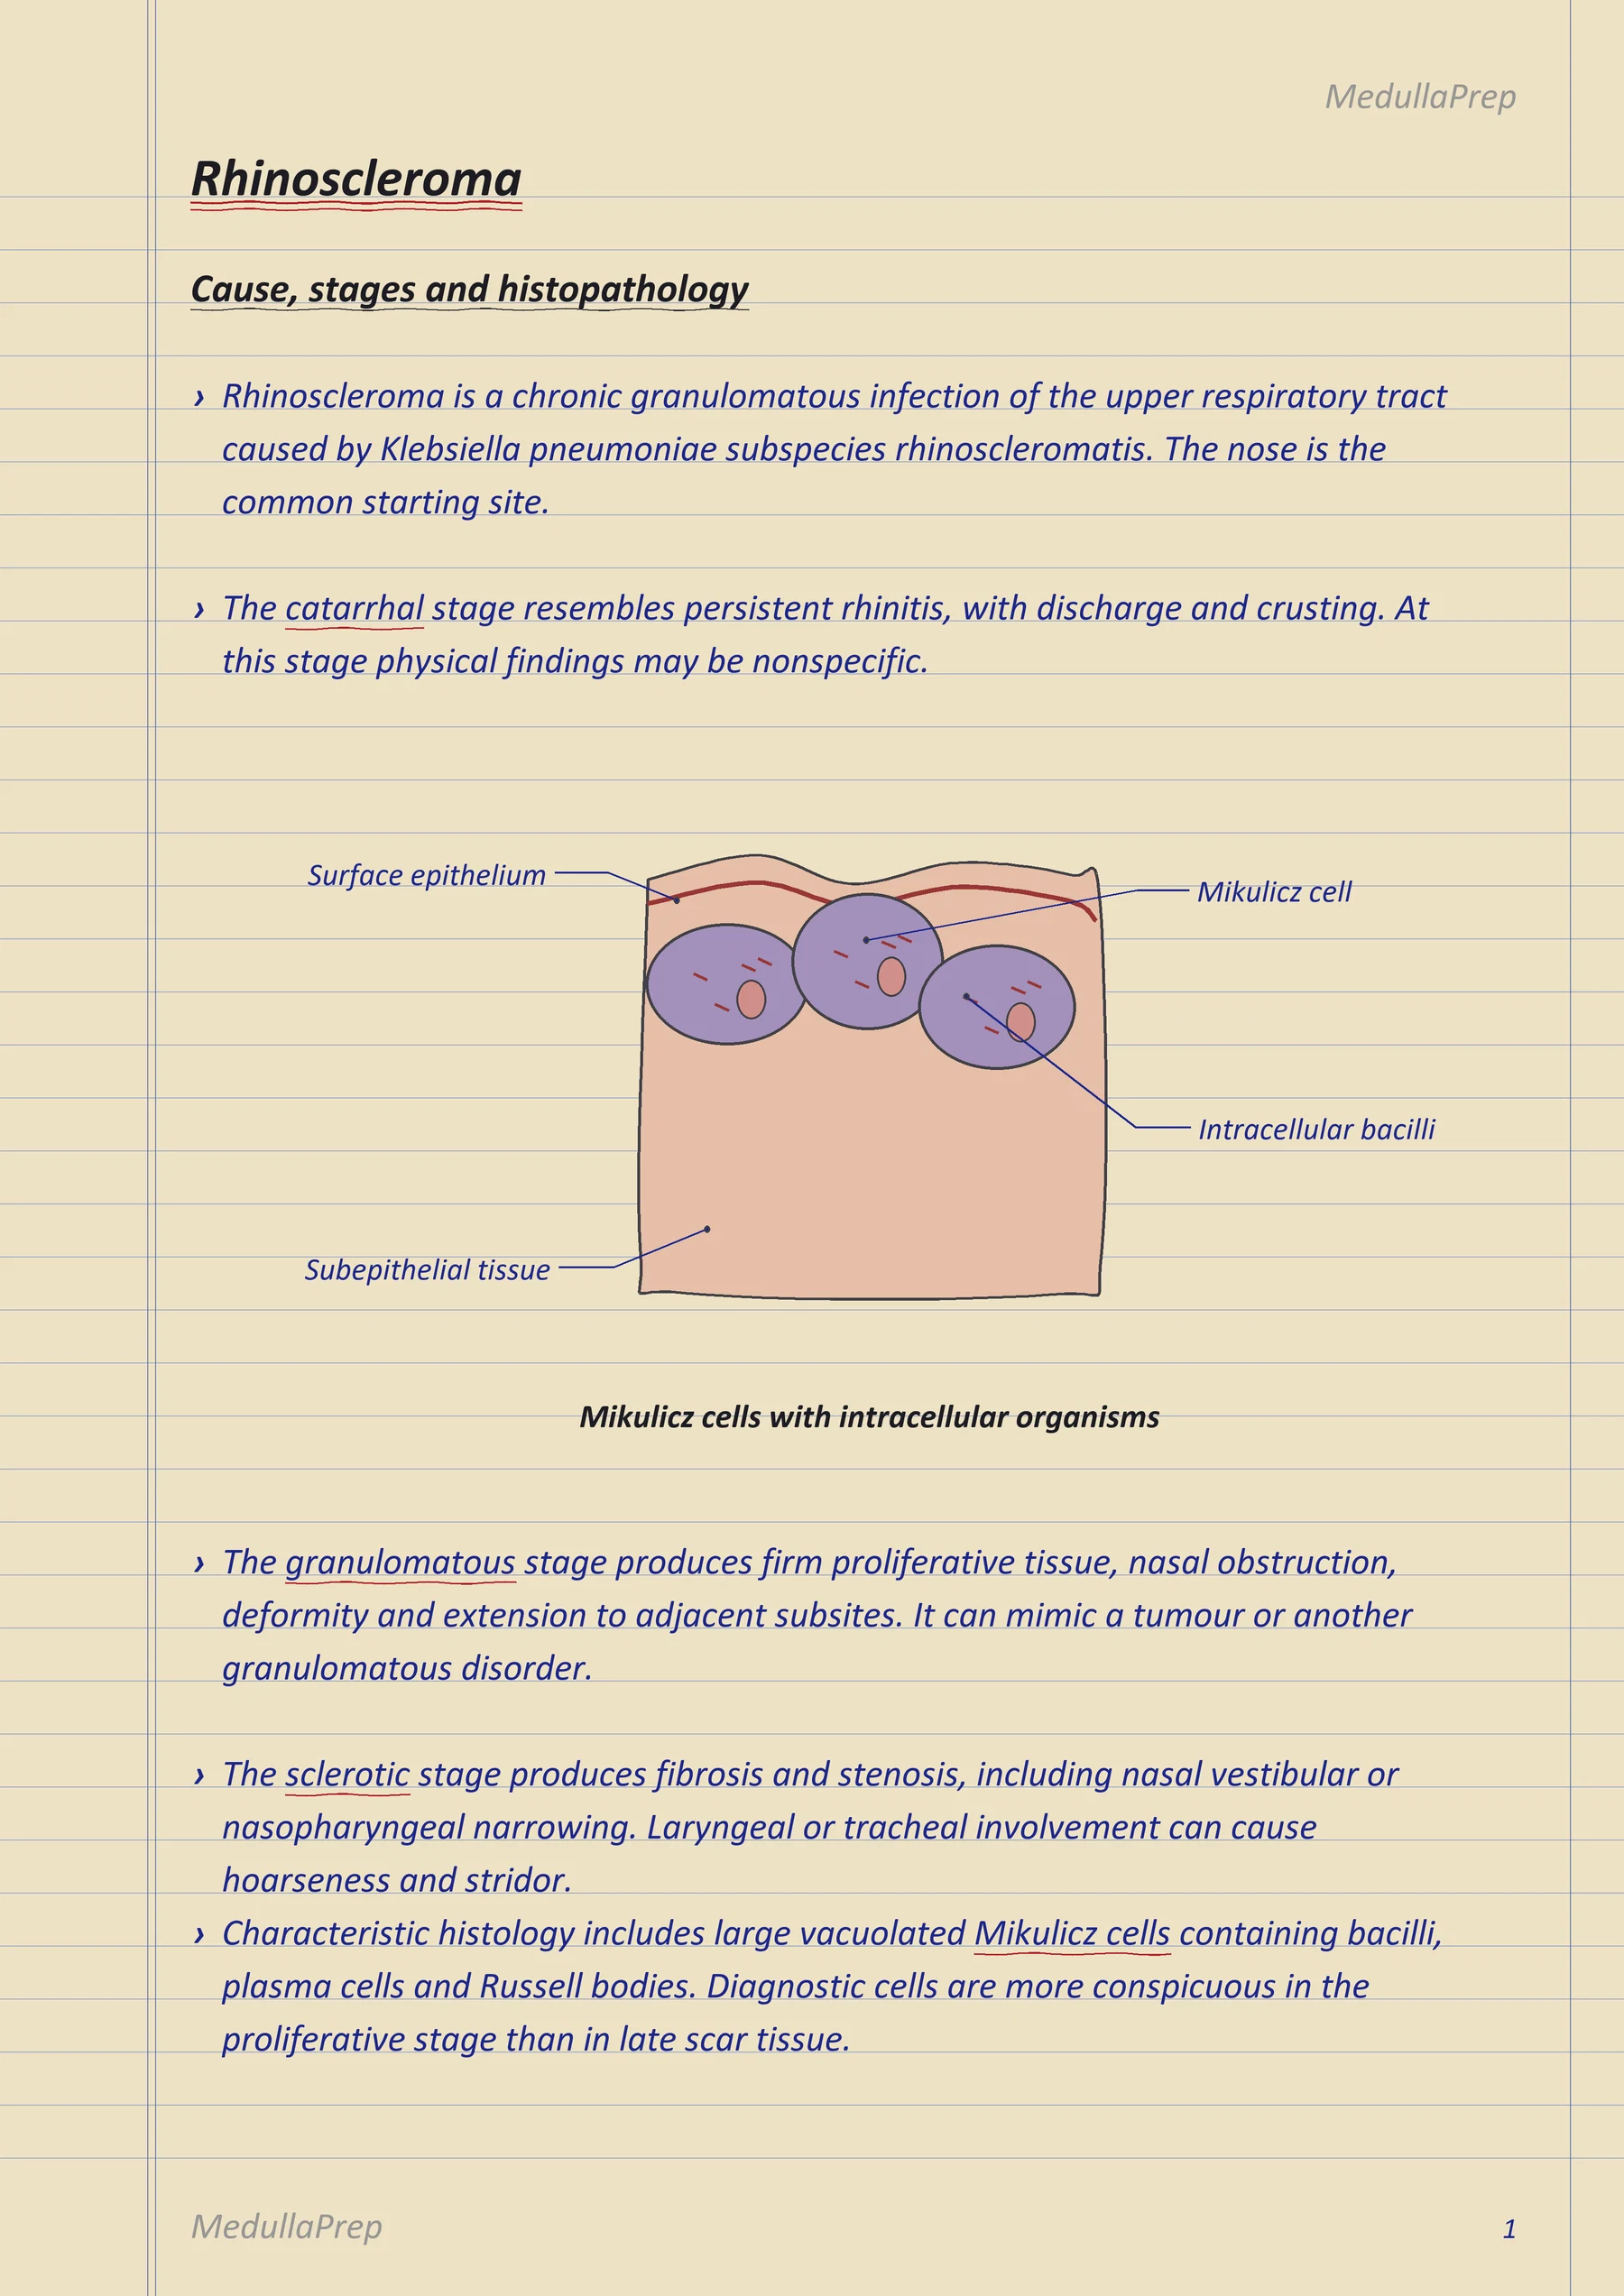 MedullaPrep
Rhinoscleroma
Cause, stages and histopathology
› Rhinoscleroma is a chronic granulomatous infection of the upper respiratory tract
caused by Klebsiella pneumoniae subspecies rhinoscleromatis. The nose is the
common starting site.
› The catarrhal stage resembles persistent rhinitis, with discharge and crusting. At
this stage physical findings may be nonspecific.
Surface epithelium
Mikulicz cell
Intracellular bacilli
Subepithelial tissue
Mikulicz cells with intracellular organisms
› The granulomatous stage produces firm proliferative tissue, nasal obstruction,
deformity and extension to adjacent subsites. It can mimic a tumour or another
granulomatous disorder.
› The sclerotic stage produces fibrosis and stenosis, including nasal vestibular or
nasopharyngeal narrowing. Laryngeal or tracheal involvement can cause
hoarseness and stridor.
› Characteristic histology includes large vacuolated Mikulicz cells containing bacilli,
plasma cells and Russell bodies. Diagnostic cells are more conspicuous in the
proliferative stage than in late scar tissue.
MedullaPrep
1